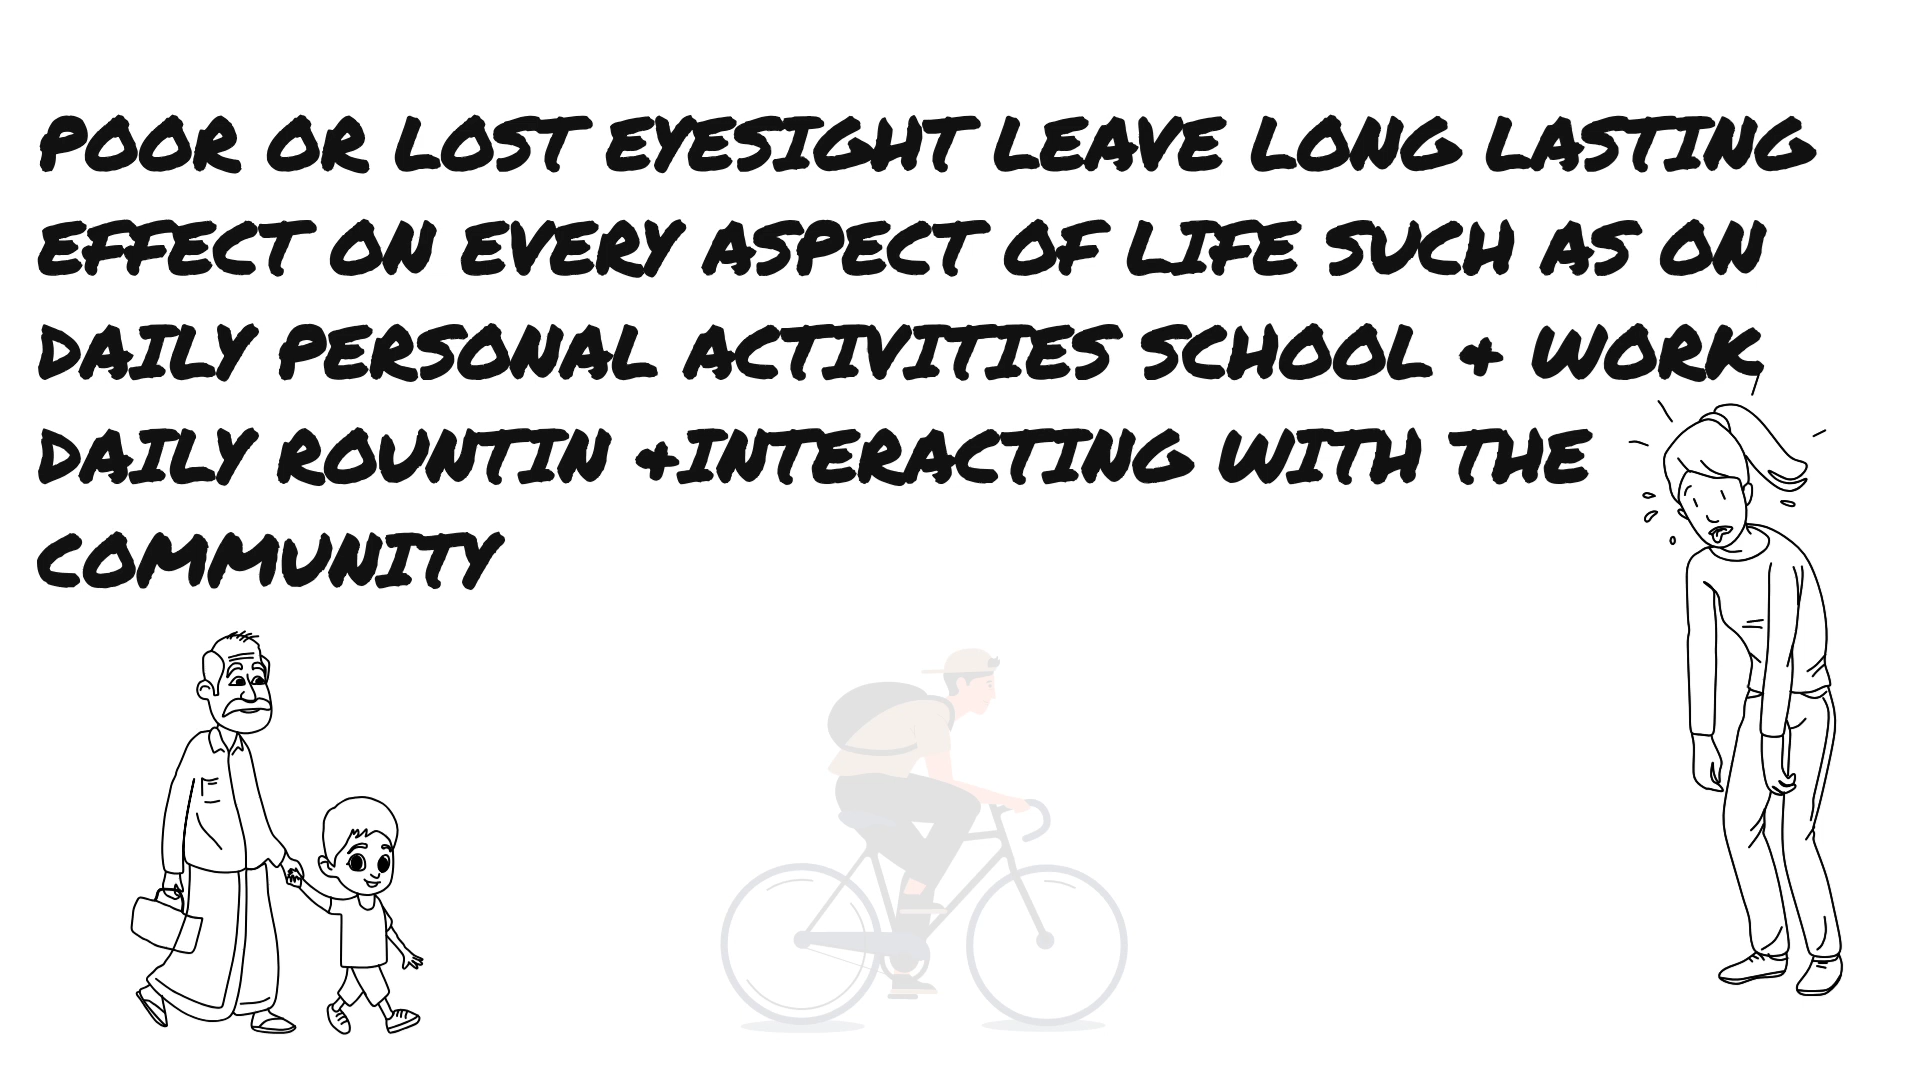 POOR OR LOST EYESIGHT LEAVE LONG LASTING
EFFECT ON EVERY ASPECT OF LIFE SUCH AS ON
DAILY PERSONAL ACTIVITIES SCHOOL & WORK
DAILY ROUNTIN &INTERACTING WITH THE
COMMUNITY